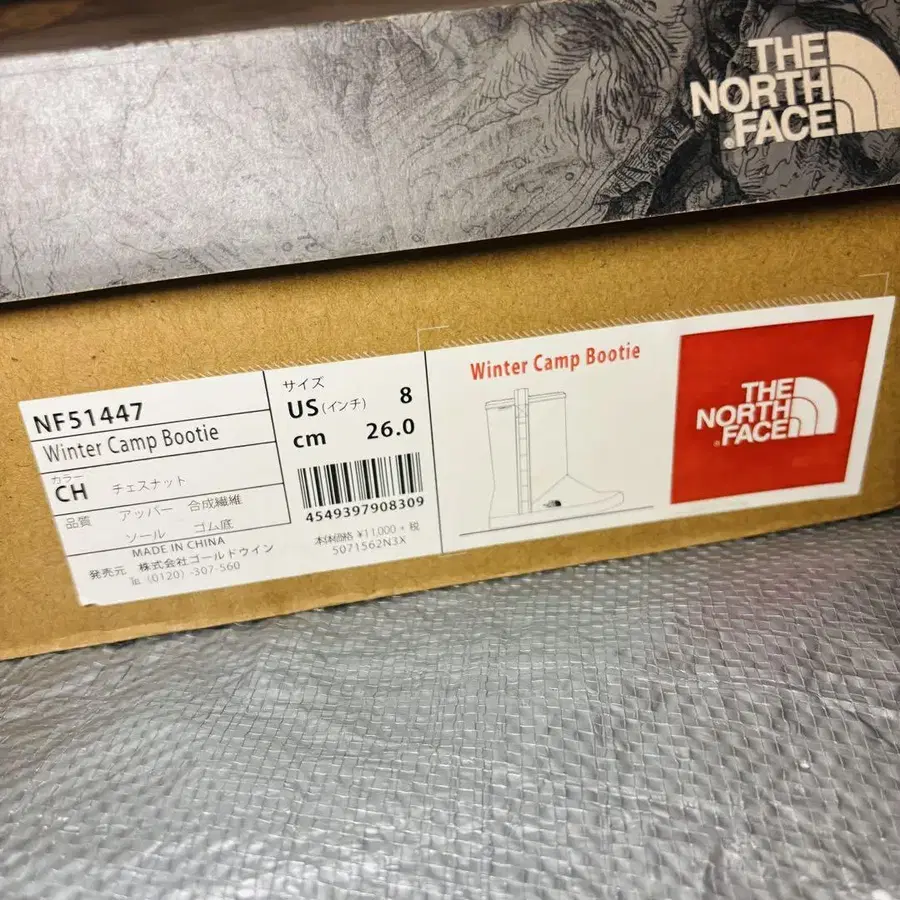 THE
NORTH
FACE
NF51447
Winter Camp Bootie
カラー
CH チェスナット
品質 アッパー 合成繊維
ソール ゴム底
MADE IN CHINA
発売元 株式会社ゴールドウイン
℡ (0120) -307-560
サイズ
US (インチ) 8
cm 26.0
4549397908309
本体価格 ¥11,000 + 税
5071562N3X
Winter Camp Bootie
THE
NORTH
FACE